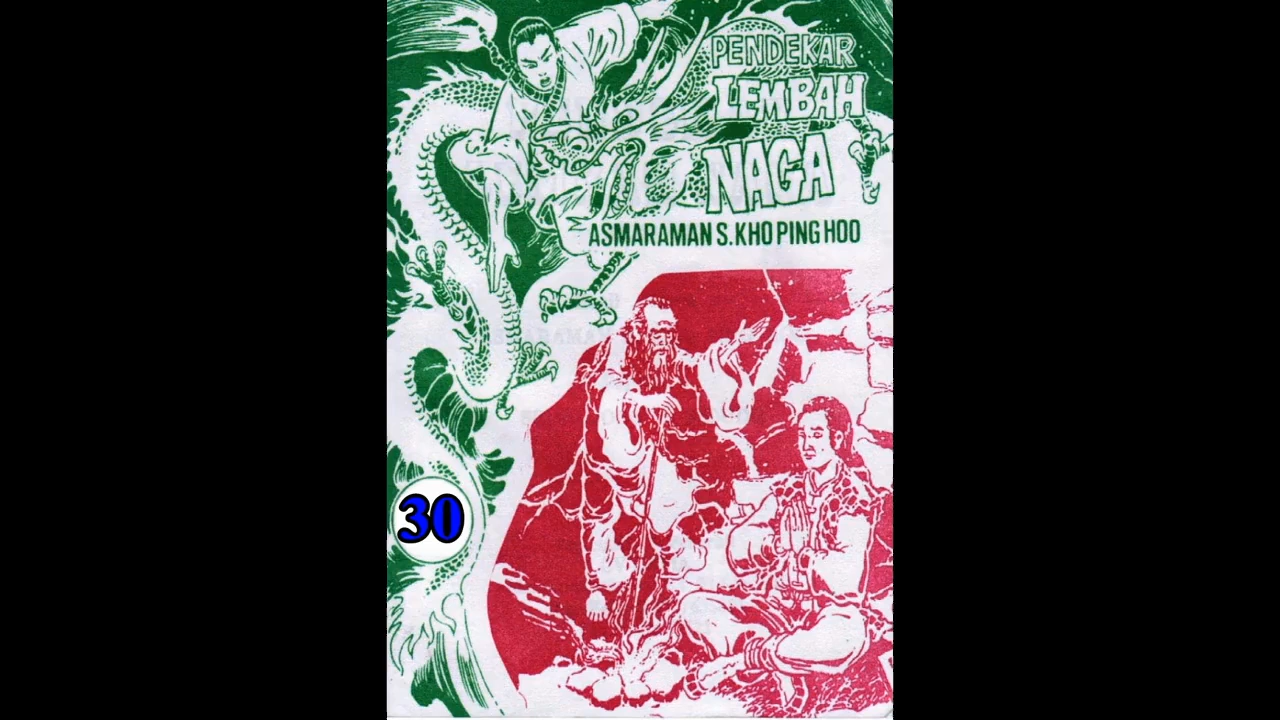 PENDEKAR
LEMBAH
NAGA
ASMARAMAN S. KHO PING HOO
30